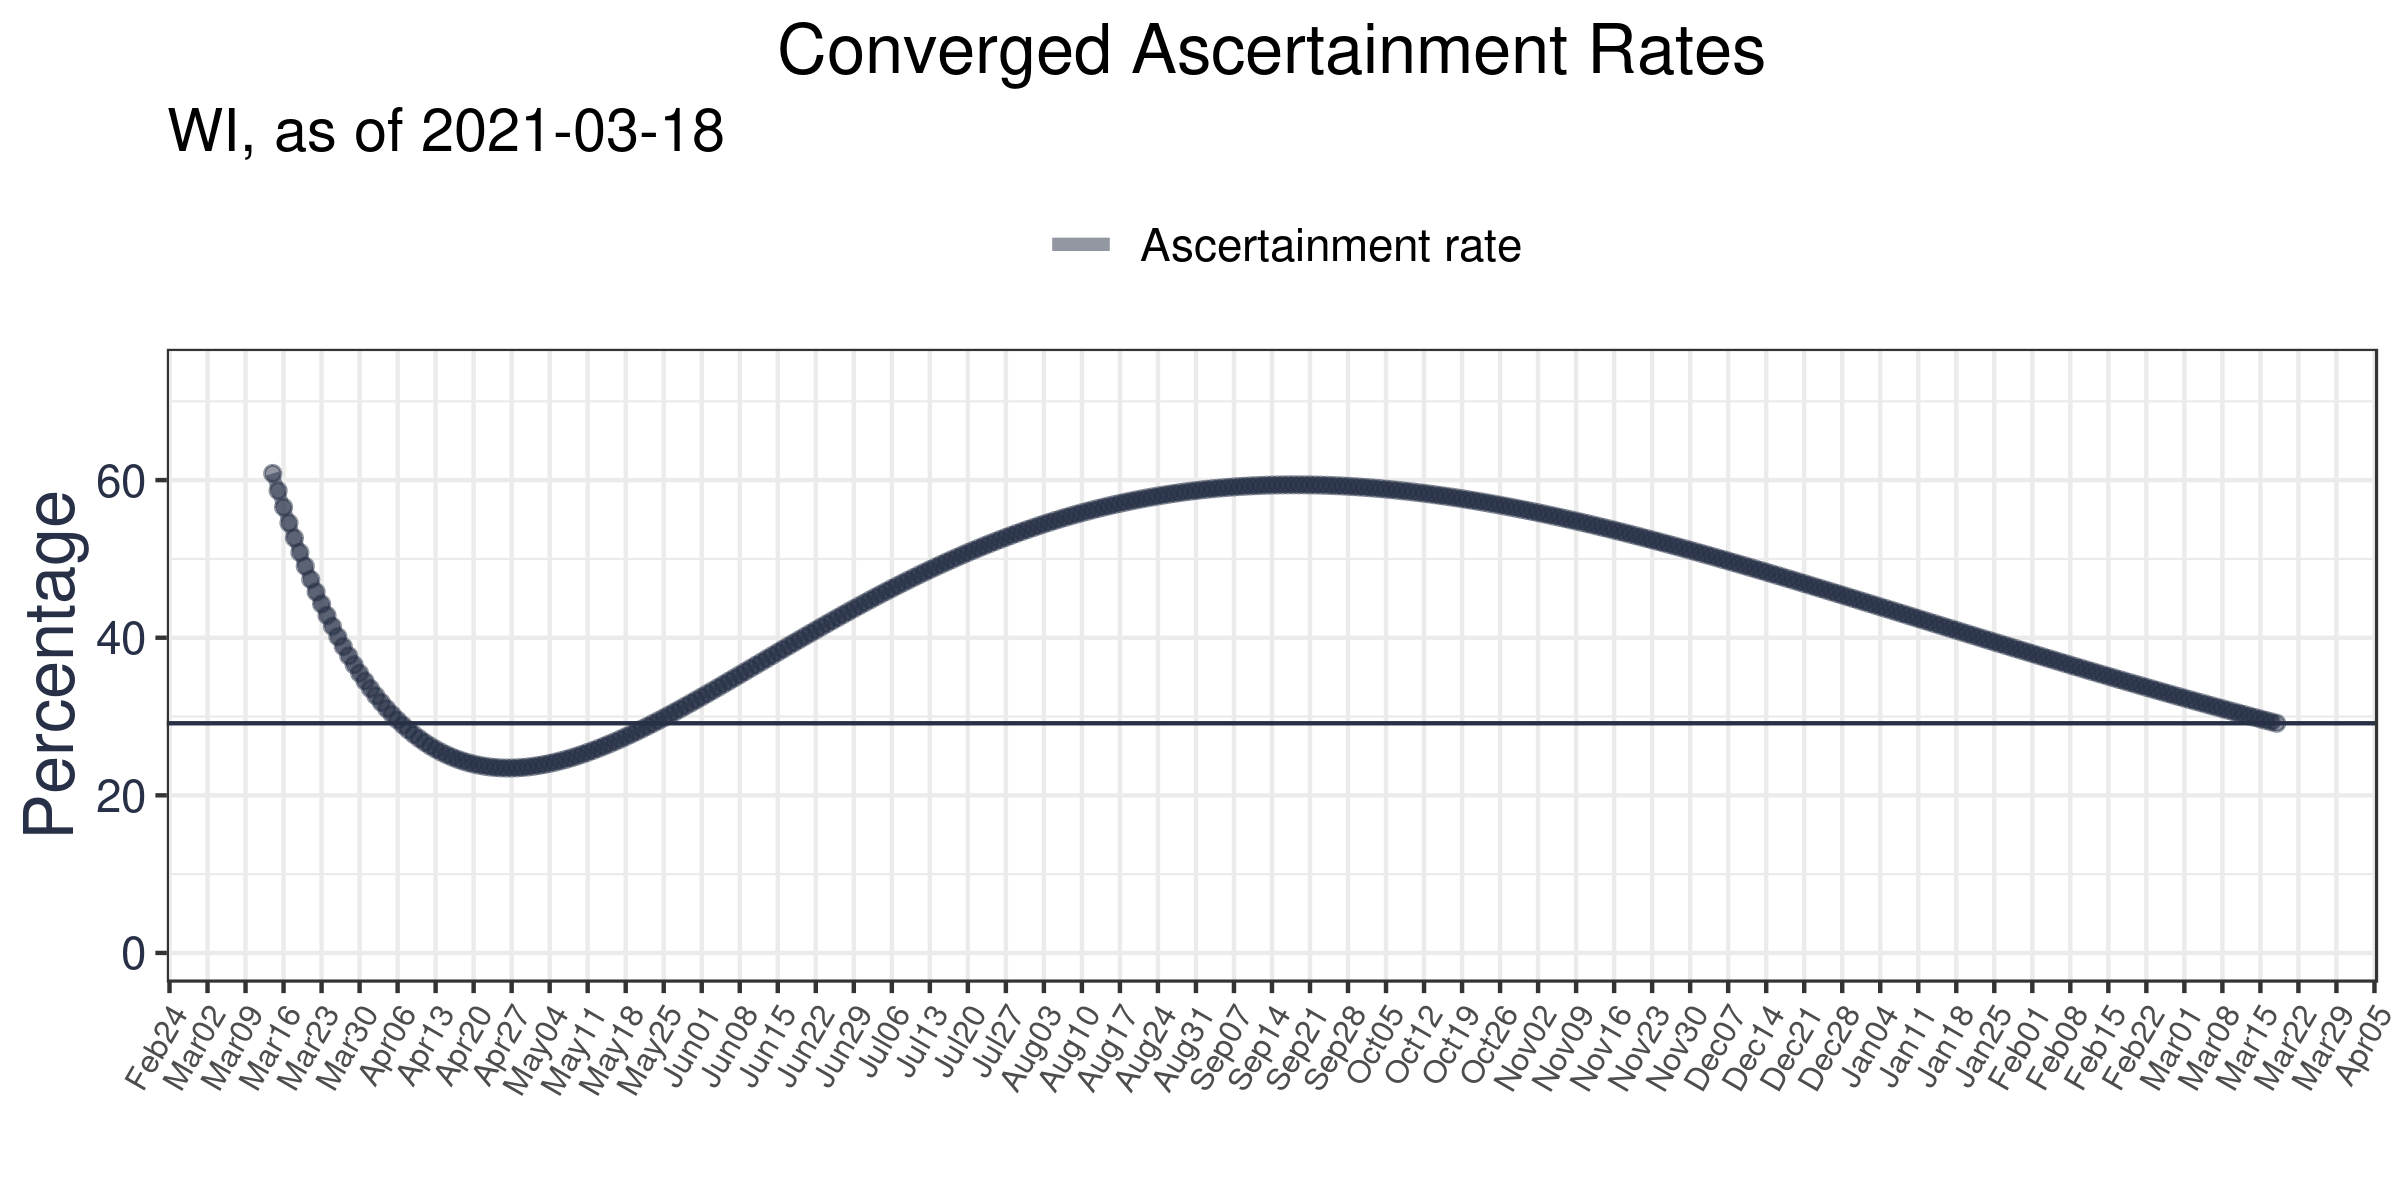 Converged Ascertainment Rates
WI, as of 2021-03-18
Ascertainment rate
Percentage
60
40
20
0
Feb24 Mar02 Mar09 Mar16 Mar23 Mar30 Apr06 Apr13 Apr20 Apr27 May04 May11 May18 May25 Jun01 Jun08 Jun15 Jun22 Jun29 Jul06 Jul13 Jul20 Jul27 Aug03 Aug10 Aug17 Aug24 Aug31 Sep07 Sep14 Sep21 Sep28 Oct05 Oct12 Oct19 Oct26 Nov02 Nov09 Nov16 Nov23 Nov30 Dec07 Dec14 Dec21 Dec28 Jan04 Jan11 Jan18 Jan25 Feb01 Feb08 Feb15 Feb22 Mar01 Mar08 Mar15 Mar22 Mar29 Apr05